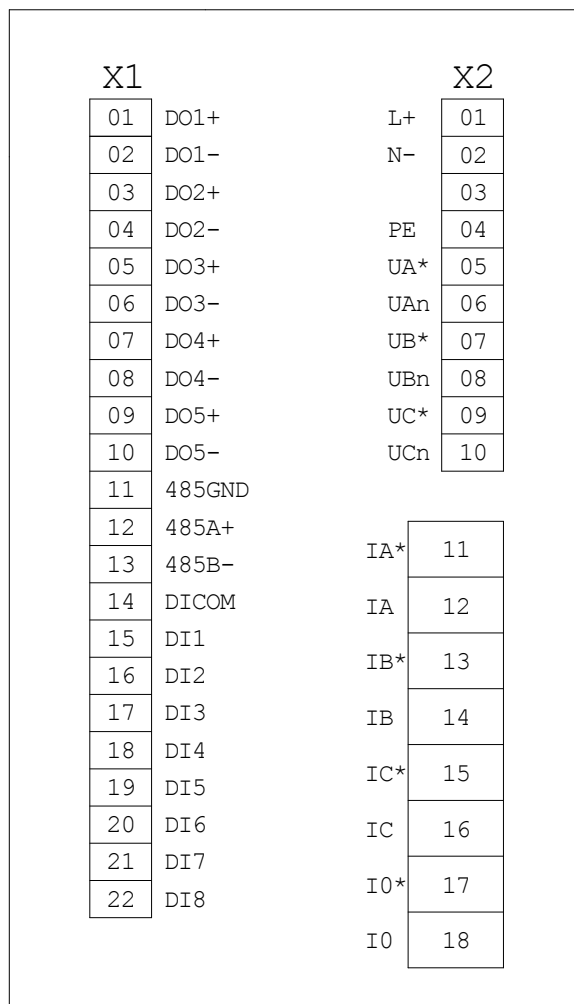 X1
01 DO1+
02 DO1-
03 DO2+
04 DO2-
05 DO3+
06 DO3-
07 DO4+
08 DO4-
09 DO5+
10 DO5-
11 485GND
12 485A+
13 485B-
14 DICOM
15 DI1
16 DI2
17 DI3
18 DI4
19 DI5
20 DI6
21 DI7
22 DI8
X2
L+ 01
N- 02
03
PE 04
UA* 05
UAn 06
UB* 07
UBn 08
UC* 09
UCn 10
IA* 11
IA 12
IB* 13
IB 14
IC* 15
IC 16
I0* 17
I0 18